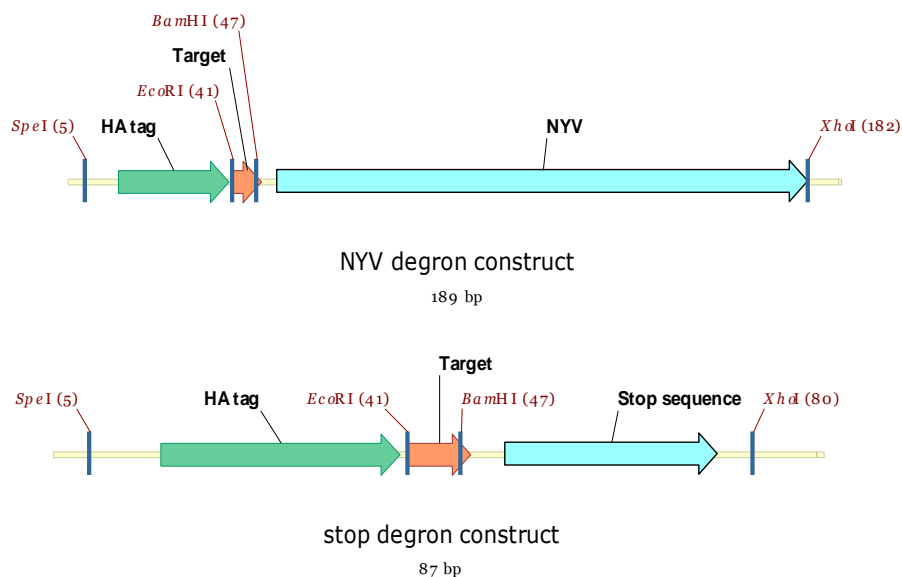 BamHI (47)
Target
EcoRI (41)
SpeI (5)
HA tag
NYV
XhoI (182)
NYV degron construct
189 bp
Target
SpeI (5)
HA tag
EcoRI (41)
BamHI (47)
Stop sequence
XhoI (80)
stop degron construct
87 bp